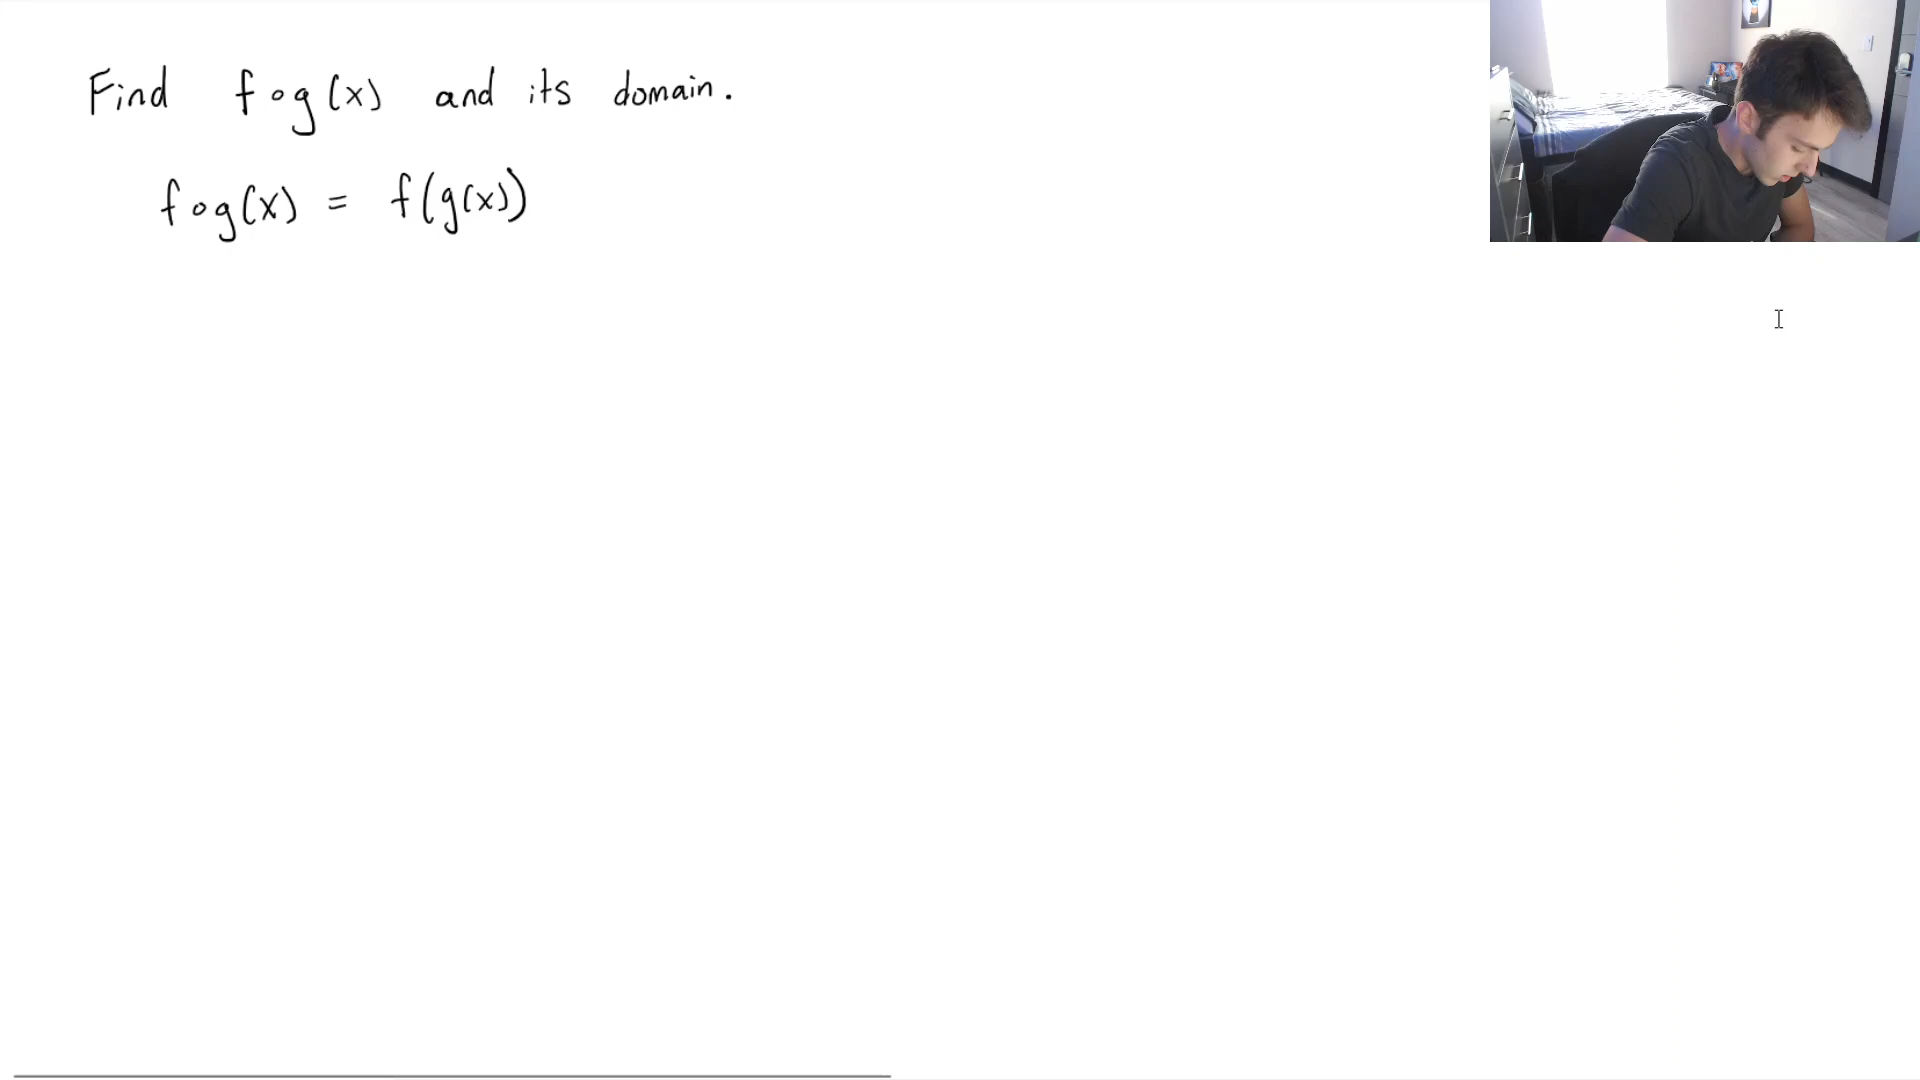 Find f∘g(x) and its domain.
f∘g(x) = f(g(x))